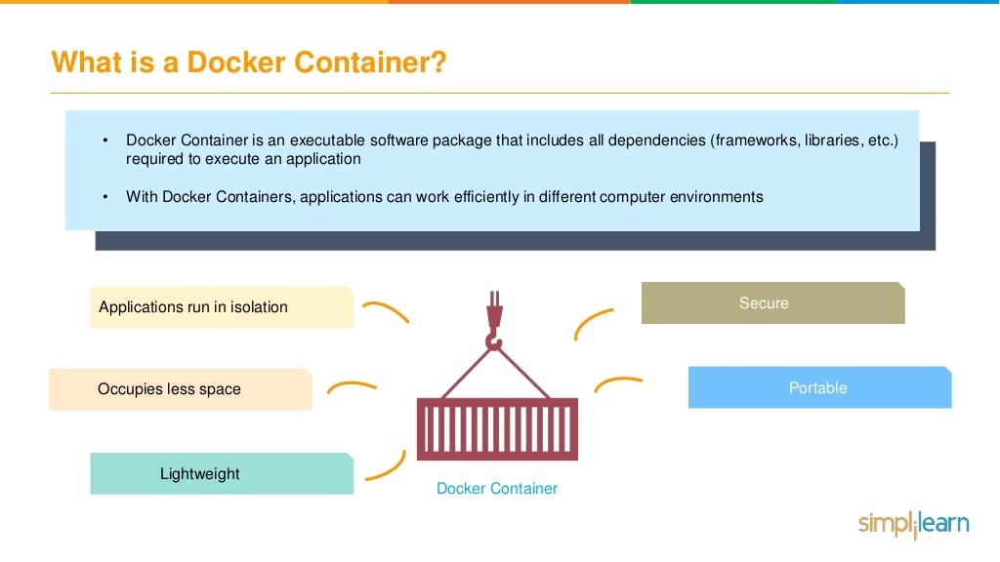 What is a Docker Container?
• Docker Container is an executable software package that includes all dependencies (frameworks, libraries, etc.)
required to execute an application
• With Docker Containers, applications can work efficiently in different computer environments
Applications run in isolation
Secure
Occupies less space
Portable
Lightweight
Docker Container
simplilearn